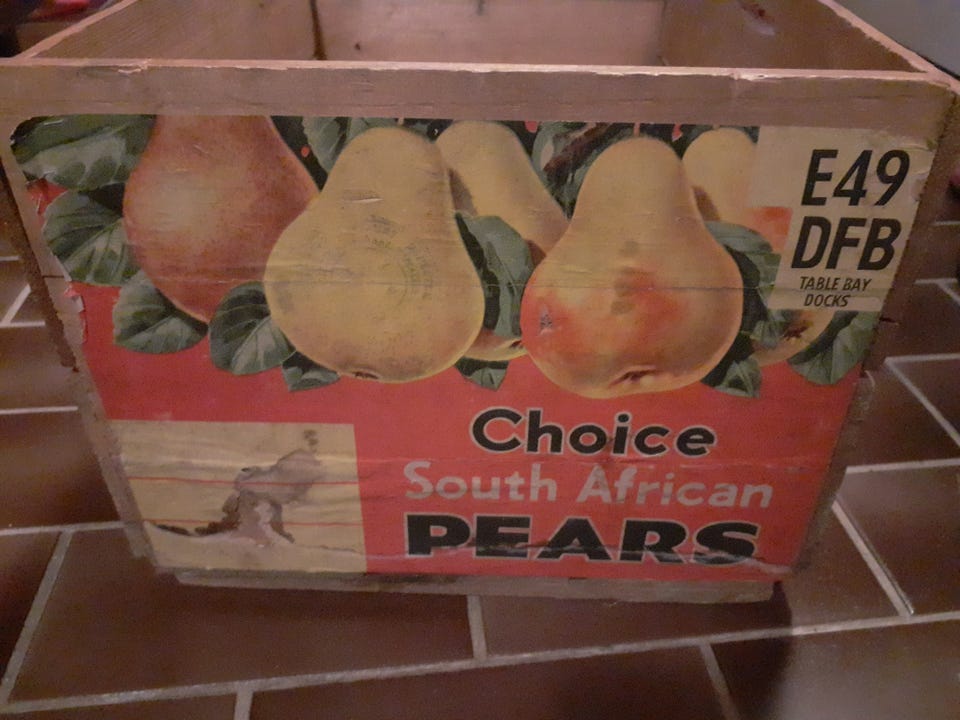 E49
DFB
TABLE BAY
DOCKS
Choice
South African
PEARS